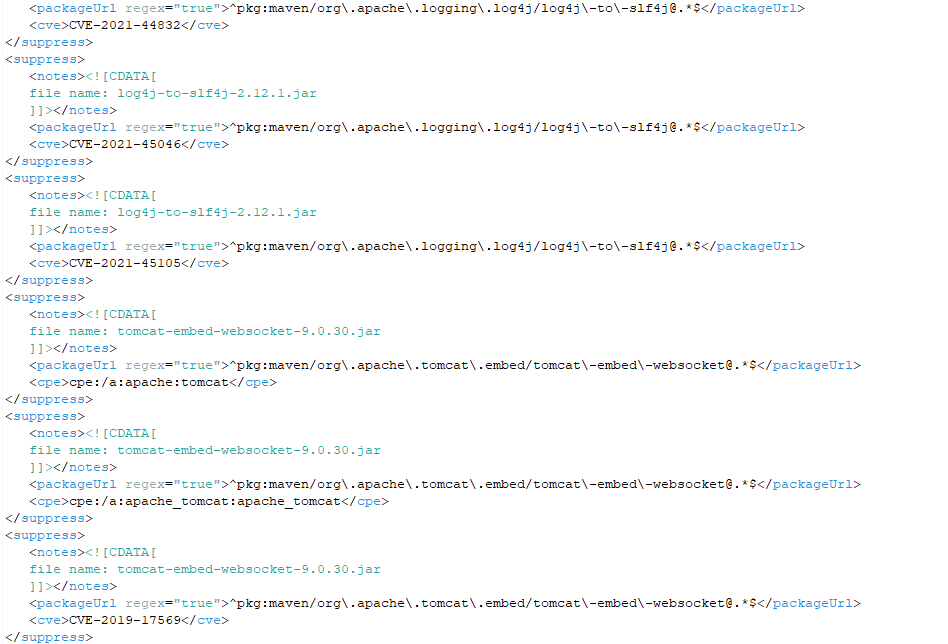 <packageUrl regex="true">^pkg:maven/org\.apache\.logging\.log4j/log4j\-to\-slf4j@.*$</packageUrl>
<cve>CVE-2021-44832</cve>
</suppress>
<suppress>
<notes><![CDATA[
file name: log4j-to-slf4j-2.12.1.jar
]]></notes>
<packageUrl regex="true">^pkg:maven/org\.apache\.logging\.log4j/log4j\-to\-slf4j@.*$</packageUrl>
<cve>CVE-2021-45046</cve>
</suppress>
<suppress>
<notes><![CDATA[
file name: log4j-to-slf4j-2.12.1.jar
]]></notes>
<packageUrl regex="true">^pkg:maven/org\.apache\.logging\.log4j/log4j\-to\-slf4j@.*$</packageUrl>
<cve>CVE-2021-45105</cve>
</suppress>
<suppress>
<notes><![CDATA[
file name: tomcat-embed-websocket-9.0.30.jar
]]></notes>
<packageUrl regex="true">^pkg:maven/org\.apache\.tomcat\.embed/tomcat\-embed\-websocket@.*$</packageUrl>
<cpe>cpe:/a:apache:tomcat</cpe>
</suppress>
<suppress>
<notes><![CDATA[
file name: tomcat-embed-websocket-9.0.30.jar
]]></notes>
<packageUrl regex="true">^pkg:maven/org\.apache\.tomcat\.embed/tomcat\-embed\-websocket@.*$</packageUrl>
<cpe>cpe:/a:apache_tomcat:apache_tomcat</cpe>
</suppress>
<suppress>
<notes><![CDATA[
file name: tomcat-embed-websocket-9.0.30.jar
]]></notes>
<packageUrl regex="true">^pkg:maven/org\.apache\.tomcat\.embed/tomcat\-embed\-websocket@.*$</packageUrl>
<cve>CVE-2019-17569</cve>
</suppress>